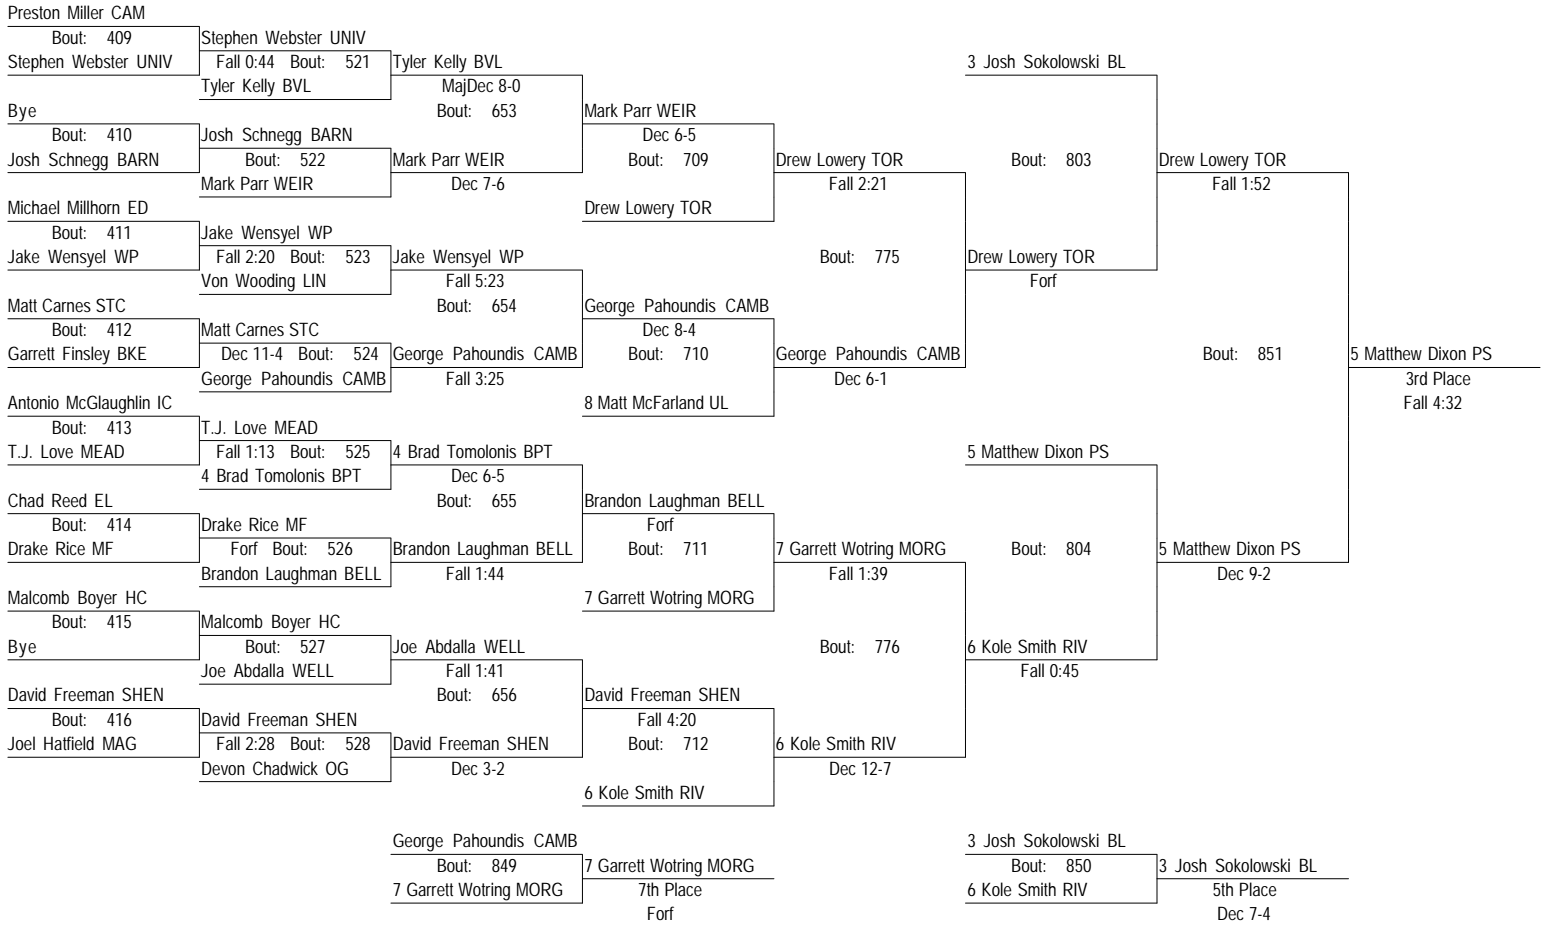 Preston Miller CAM
Bout: 409
Stephen Webster UNIV
Stephen Webster UNIV
Fall 0:44 Bout: 521
Tyler Kelly BVL
Tyler Kelly BVL
MajDec 8-0
Bout: 653
3 Josh Sokolowski BL
Bye
Bout: 410
Josh Schnegg BARN
Josh Schnegg BARN
Bout: 522
Mark Parr WEIR
Mark Parr WEIR
Dec 7-6
Mark Parr WEIR
Dec 6-5
Bout: 709
Drew Lowery TOR
Drew Lowery TOR
Fall 2:21
Bout: 803
Drew Lowery TOR
Fall 1:52
Michael Millhorn ED
Bout: 411
Jake Wensyel WP
Jake Wensyel WP
Fall 2:20 Bout: 523
Von Wooding LIN
Jake Wensyel WP
Fall 5:23
Bout: 654
Bout: 775
Drew Lowery TOR
Forf
Matt Carnes STC
Bout: 412
Garrett Finsley BKE
Matt Carnes STC
Dec 11-4 Bout: 524
George Pahoundis CAMB
George Pahoundis CAMB
Fall 3:25
George Pahoundis CAMB
Dec 8-4
Bout: 710
8 Matt McFarland UL
George Pahoundis CAMB
Dec 6-1
Bout: 851
5 Matthew Dixon PS
3rd Place
Fall 4:32
Antonio McGlaughlin IC
Bout: 413
T.J. Love MEAD
T.J. Love MEAD
Fall 1:13 Bout: 525
4 Brad Tomolonis BPT
4 Brad Tomolonis BPT
Dec 6-5
Bout: 655
5 Matthew Dixon PS
Chad Reed EL
Bout: 414
Drake Rice MF
Drake Rice MF
Forf Bout: 526
Brandon Laughman BELL
Brandon Laughman BELL
Fall 1:44
Brandon Laughman BELL
Forf
Bout: 711
7 Garrett Wotring MORG
7 Garrett Wotring MORG
Fall 1:39
Bout: 804
5 Matthew Dixon PS
Dec 9-2
Malcomb Boyer HC
Bout: 415
Bye
Malcomb Boyer HC
Bout: 527
Joe Abdalla WELL
Joe Abdalla WELL
Fall 1:41
Bout: 656
Bout: 776
6 Kole Smith RIV
Fall 0:45
David Freeman SHEN
Bout: 416
Joel Hatfield MAG
David Freeman SHEN
Fall 2:28 Bout: 528
Devon Chadwick OG
David Freeman SHEN
Dec 3-2
David Freeman SHEN
Fall 4:20
Bout: 712
6 Kole Smith RIV
6 Kole Smith RIV
Dec 12-7
George Pahoundis CAMB
Bout: 849
7 Garrett Wotring MORG
7 Garrett Wotring MORG
7th Place
Forf
3 Josh Sokolowski BL
Bout: 850
6 Kole Smith RIV
3 Josh Sokolowski BL
5th Place
Dec 7-4